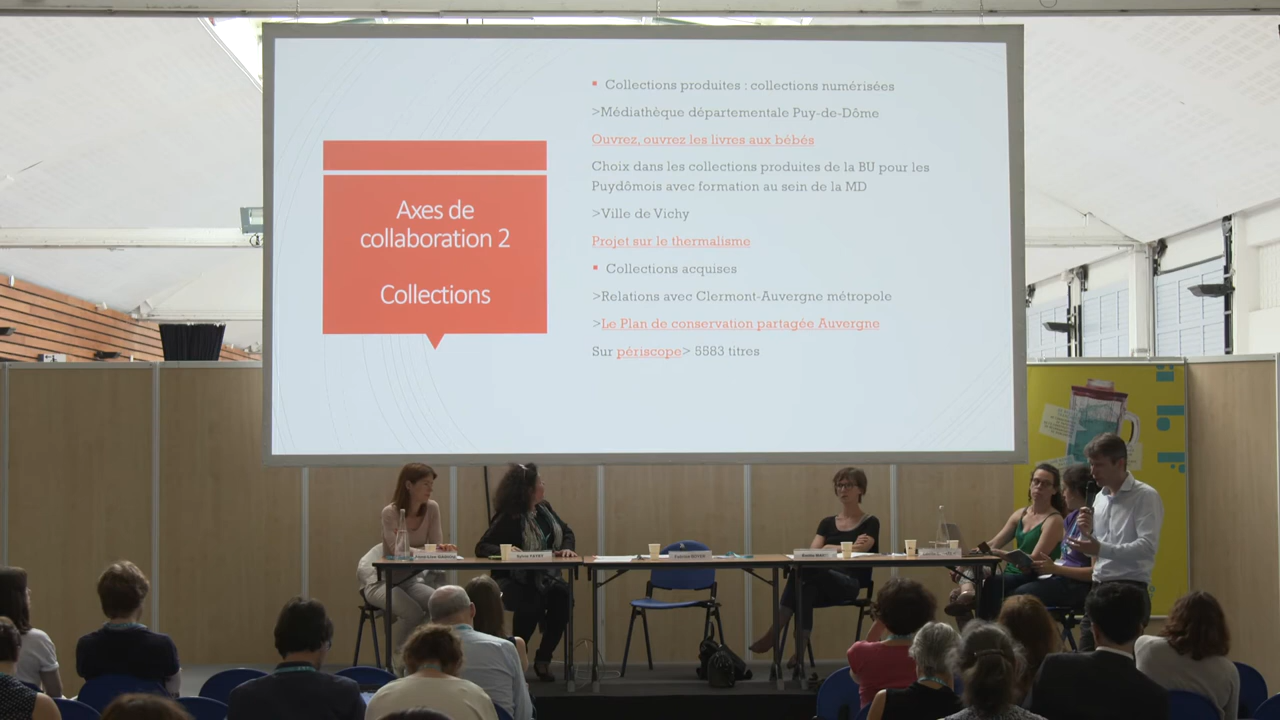 Axes de
collaboration 2
Collections
Collections produites : collections numérisées
>Médiathèque départementale Puy-de-Dôme
Ouvrez, ouvrez les livres aux bébés
Choix dans les collections produites de la BU pour les
Puydômois avec formation au sein de la MD
>Ville de Vichy
Projet sur le thermalisme
Collections acquises
>Relations avec Clermont-Auvergne métropole
>Le Plan de conservation partagée Auvergne
Sur périscope> 5583 titres